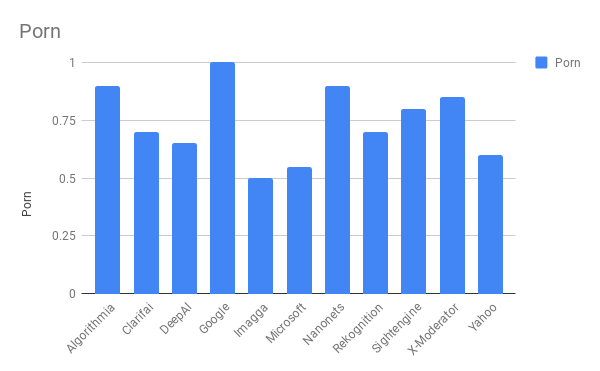 Porn
Porn
1
0.75
0.5
0.25
0
Porn
Algorithmia
Clarifai
DeepAI
Google
Imagga
Microsoft
Nanonets
Rekognition
Sightengine
X-Moderator
Yahoo